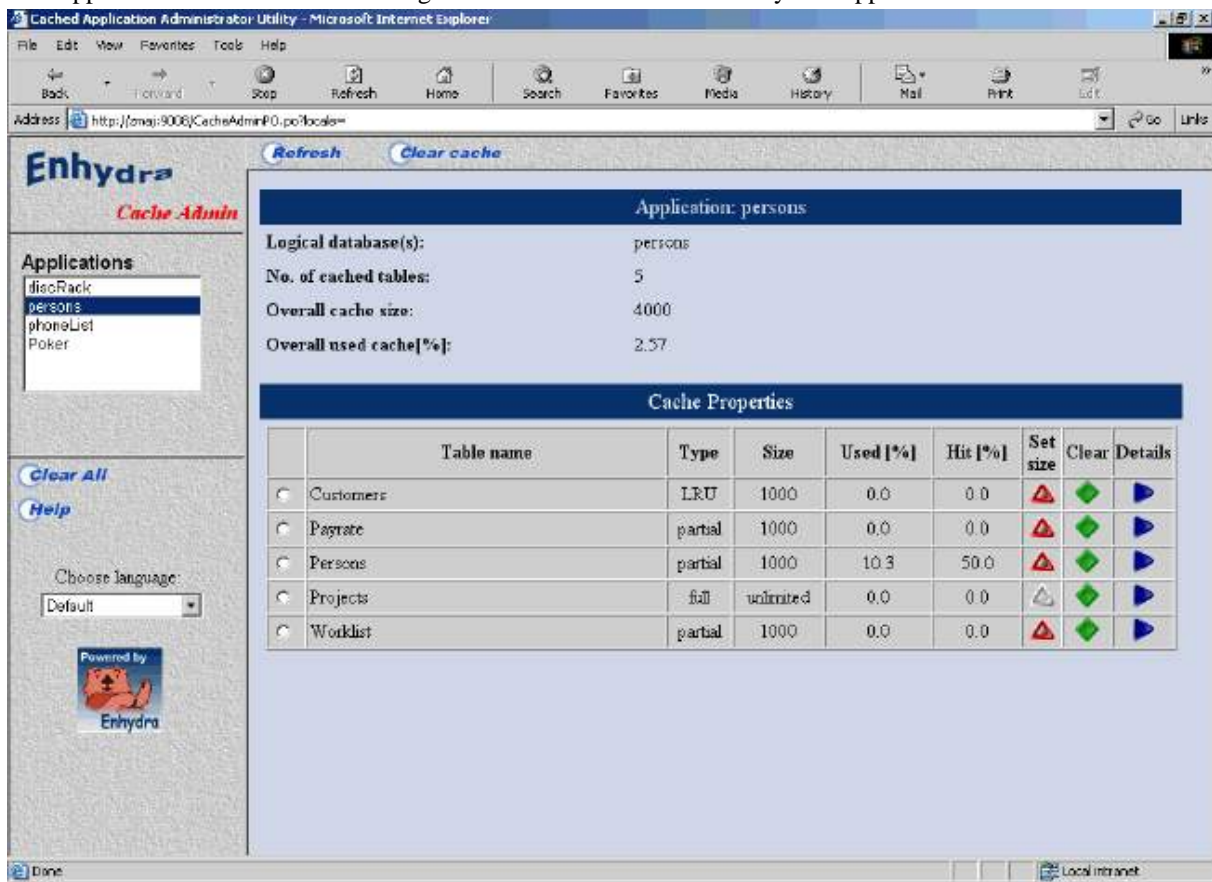 Cached Application Administrator Utility - Microsoft Internet Explorer
File Edit View Favorites Tools Help
Back Forward Stop Refresh Home Search Favorites Media History Mail Print Edit
Address http://zmaj:9008/CacheAdminPO.po?locale= Go Links
Enhydra
Cache Admin
Refresh Clear cache
Applications
discRack
persons
phoneList
Poker
Clear All
Help
Choose language:
Default
Powered by
Enhydra
Application: persons
Logical database(s): persons
No. of cached tables: 5
Overall cache size: 4000
Overall used cache[%]: 2.57
Cache Properties
Table name Type Size Used [%] Hit [%] Set size Clear Details
Customers LRU 1000 0.0 0.0
Payrate partial 1000 0.0 0.0
Persons partial 1000 10.3 50.0
Projects full unlimited 0.0 0.0
Worklist partial 1000 0.0 0.0
Done Local intranet